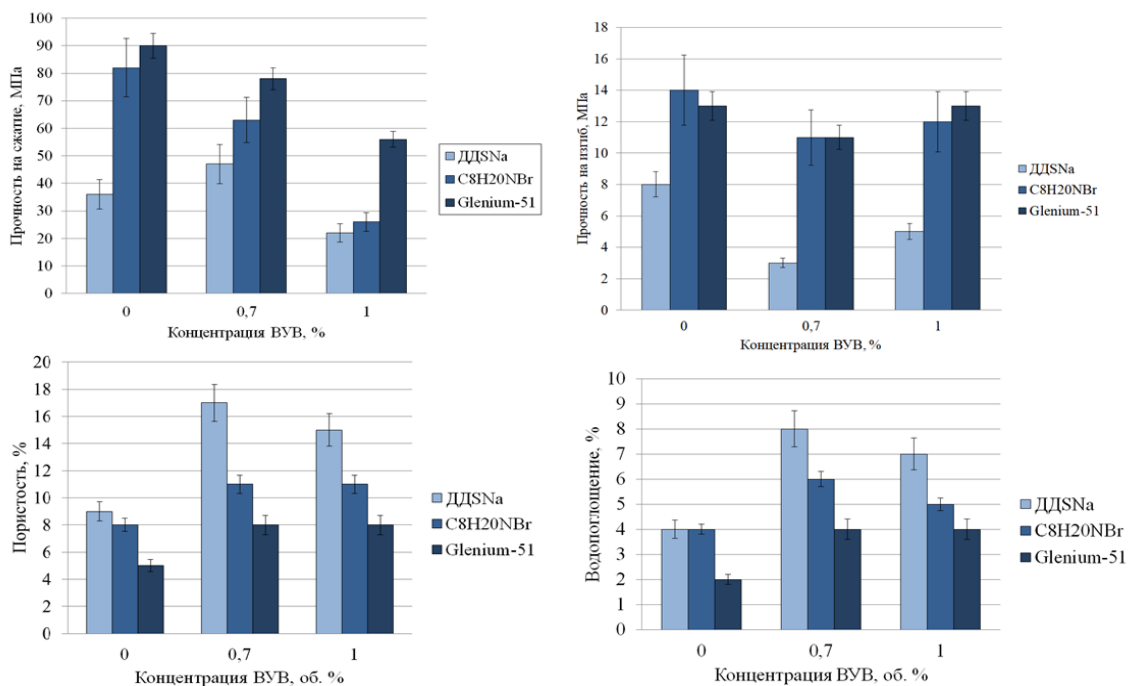 Прочность на сжатие, МПа
100
90
80
70
60
50
40
30
20
10
0
0
0,7
1
Концентрация ВУВ, %
ДДSNa
C8H20NBr
Glenium-51
Прочность на изгиб, МПа
18
16
14
12
10
8
6
4
2
0
0
0,7
1
Концентрация ВУВ, %
ДДSNa
C8H20NBr
Glenium-51
Пористость, %
20
18
16
14
12
10
8
6
4
2
0
0
0,7
1
Концентрация ВУВ, об. %
ДДSNa
C8H20NBr
Glenium-51
Водопоглощение, %
10
9
8
7
6
5
4
3
2
1
0
0
0,7
1
Концентрация ВУВ, об. %
ДДSNa
C8H20NBr
Glenium-51